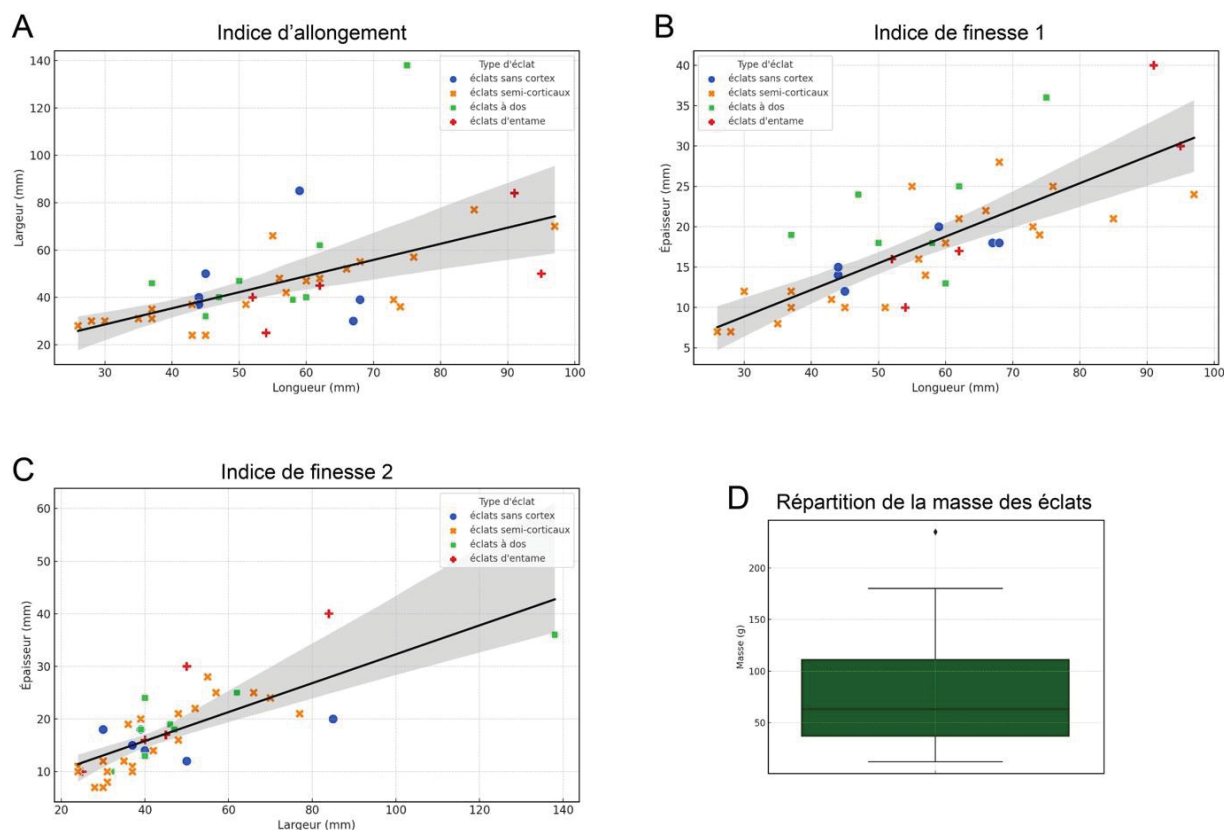 A
Indice d'allongement
140
120
100
80
60
40
20
Largeur (mm)
Type d'éclat
éclats sans cortex
éclats semi-corticaux
éclats à dos
éclats d'entame
30 40 50 60 70 80 90 100
Longueur (mm)
B
Indice de finesse 1
40
35
30
25
20
15
10
5
Épaisseur (mm)
Type d'éclat
éclats sans cortex
éclats semi-corticaux
éclats à dos
éclats d'entame
30 40 50 60 70 80 90 100
Longueur (mm)
C
Indice de finesse 2
60
50
40
30
20
10
Épaisseur (mm)
Type d'éclat
éclats sans cortex
éclats semi-corticaux
éclats à dos
éclats d'entame
20 40 60 80 100 120 140
Largeur (mm)
D
Répartition de la masse des éclats
200
150
100
50
Masse (g)